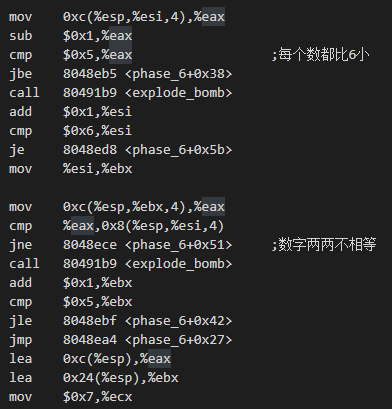 mov 0xc(%esp,%esi,4),%eax
sub $0x1,%eax
cmp $0x5,%eax ;每个数都比6小
jbe 8048eb5 <phase_6+0x38>
call 80491b9 <explode_bomb>
add $0x1,%esi
cmp $0x6,%esi
je 8048ed8 <phase_6+0x5b>
mov %esi,%ebx
mov 0xc(%esp,%ebx,4),%eax
cmp %eax,0x8(%esp,%esi,4)
jne 8048ece <phase_6+0x51> ;数字两两不相等
call 80491b9 <explode_bomb>
add $0x1,%ebx
cmp $0x5,%ebx
jle 8048ebf <phase_6+0x42>
jmp 8048ea4 <phase_6+0x27>
lea 0xc(%esp),%eax
lea 0x24(%esp),%ebx
mov $0x7,%ecx